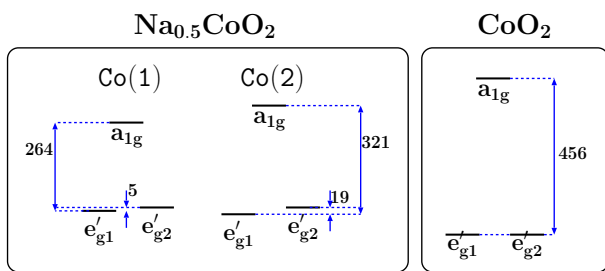 Na₀.₅CoO₂ CoO₂
Co(1) Co(2)
a₁g
a₁g
a₁g
264
321
456
5
19
e′g1
e′g2
e′g1
e′g2
e′g1
e′g2